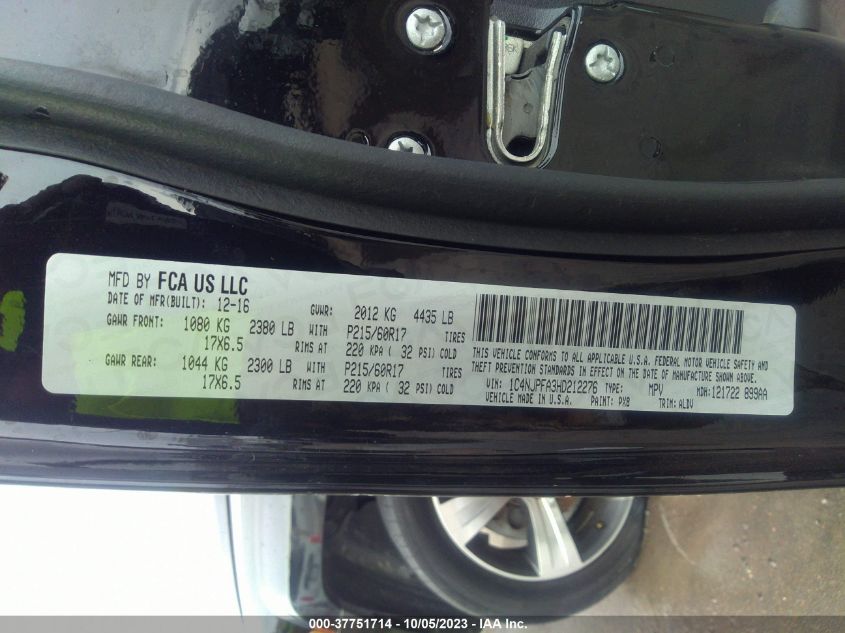 MFD BY FCA US LLC
DATE OF MFR(BUILT): 12-16 GVWR: 2012 KG 4435 LB
GAWR FRONT: 1080 KG 2380 LB WITH P215/60R17 TIRES
17X6.5 RIMS AT 220 KPA ( 32 PSI) COLD
GAWR REAR: 1044 KG 2300 LB WITH P215/60R17 TIRES
17X6.5 RIMS AT 220 KPA ( 32 PSI) COLD
THIS VEHICLE CONFORMS TO ALL APPLICABLE U.S.A. FEDERAL MOTOR VEHICLE SAFETY AND
THEFT PREVENTION STANDARDS IN EFFECT ON THE DATE OF MANUFACTURE SHOWN ABOVE.
VIN: 1C4NJPFA3HD212276 TYPE: MPV MDH: 121722 899AA
VEHICLE MADE IN U.S.A. PAINT: PX8 TRIM: ALDV
000-37751714 - 10/05/2023 - IAA Inc.